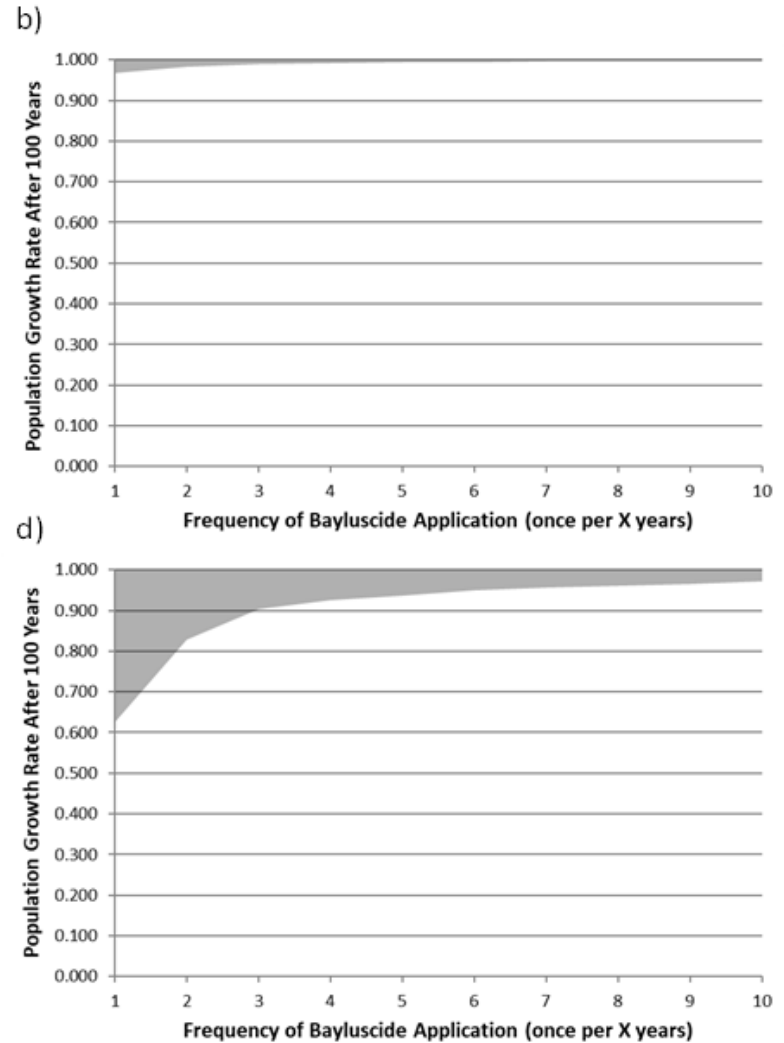 b)
Population Growth Rate After 100 Years
1.000
0.900
0.800
0.700
0.600
0.500
0.400
0.300
0.200
0.100
0.000
1 2 3 4 5 6 7 8 9 10
Frequency of Bayluscide Application (once per X years)
d)
Population Growth Rate After 100 Years
1.000
0.900
0.800
0.700
0.600
0.500
0.400
0.300
0.200
0.100
0.000
1 2 3 4 5 6 7 8 9 10
Frequency of Bayluscide Application (once per X years)